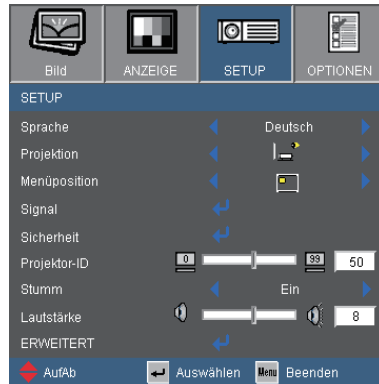 Bild ANZEIGE SETUP OPTIONEN
SETUP
Sprache Deutsch
Projektion
Menüposition
Signal
Sicherheit
Projektor-ID 0 99 50
Stumm Ein
Lautstärke 8
ERWEITERT
AufAb Auswählen Menu Beenden